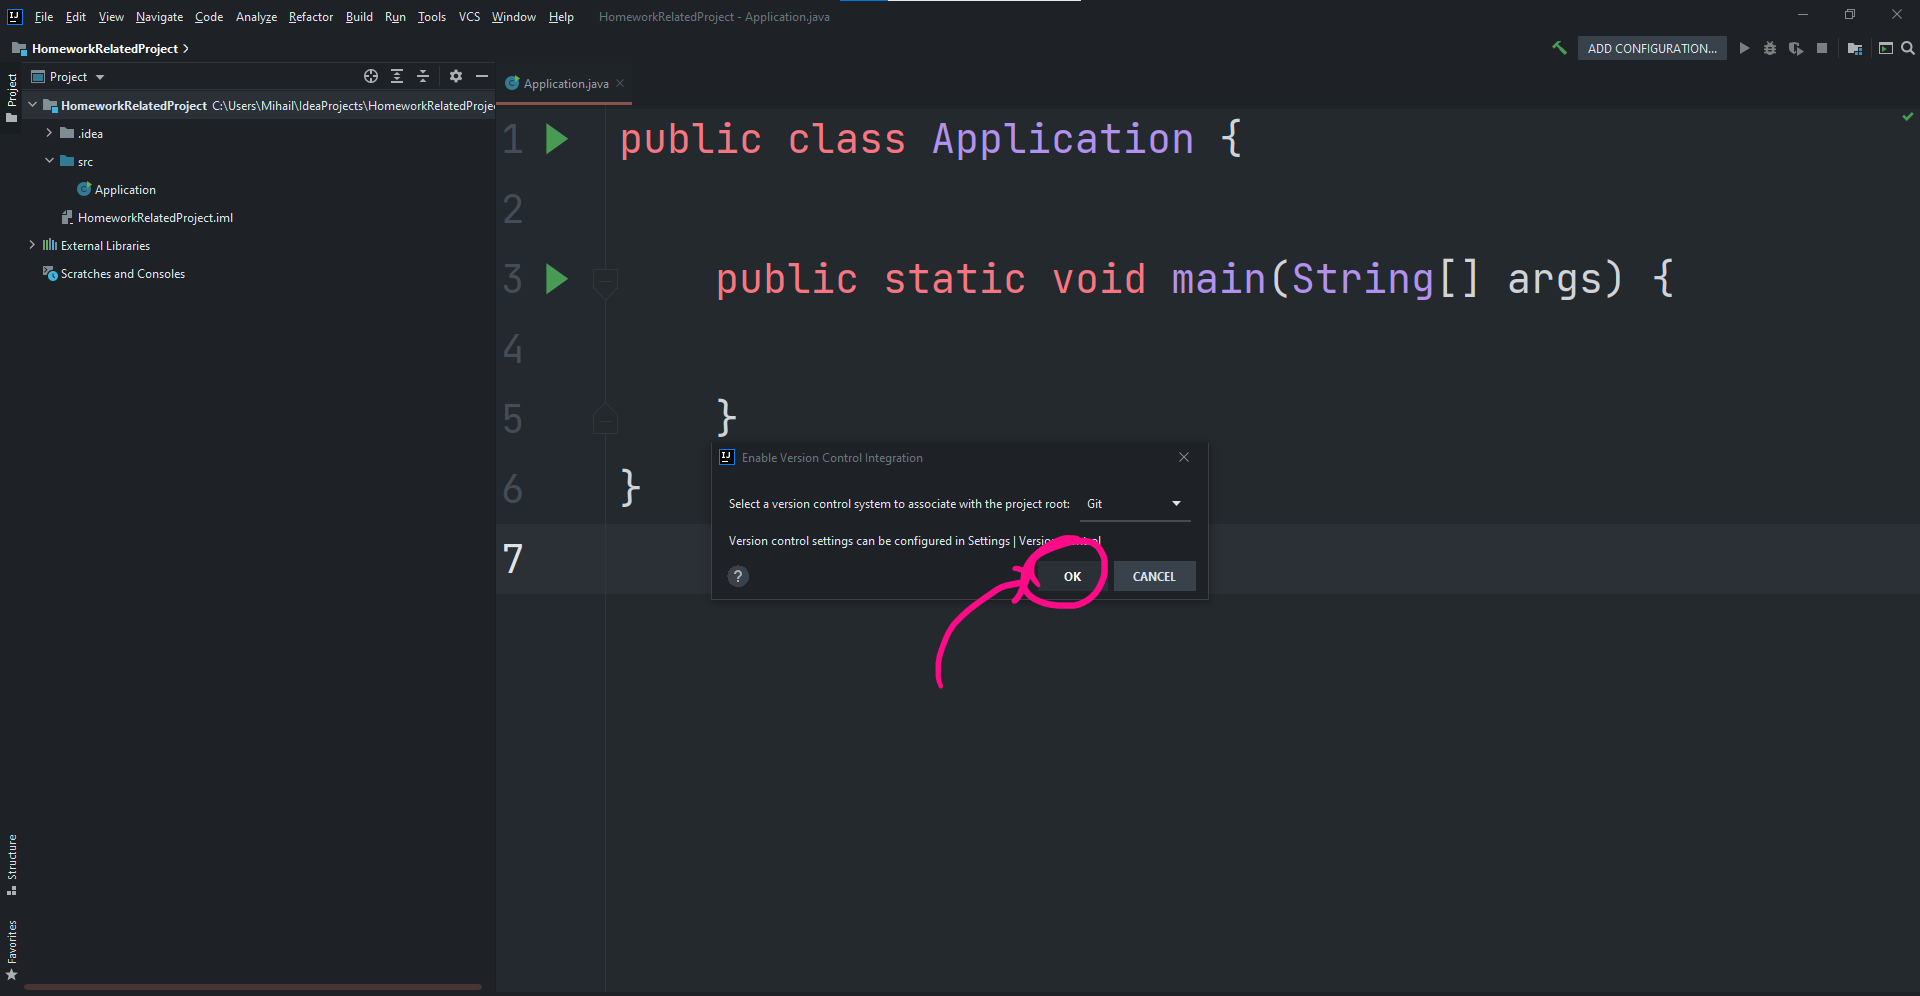 IJ File Edit View Navigate Code Analyze Refactor Build Run Tools VCS Window Help HomeworkRelatedProject - Application.java
HomeworkRelatedProject
ADD CONFIGURATION...
Project
Project
Application.java
HomeworkRelatedProject C:\Users\Mihail\IdeaProjects\HomeworkRelatedProje
.idea
src
Application
HomeworkRelatedProject.iml
External Libraries
Scratches and Consoles
1 public class Application {
2
3 public static void main(String[] args) {
4
5 }
6 }
7
IJ Enable Version Control Integration
Select a version control system to associate with the project root: Git
Version control settings can be configured in Settings | Version Control
? OK CANCEL
Structure
Favorites